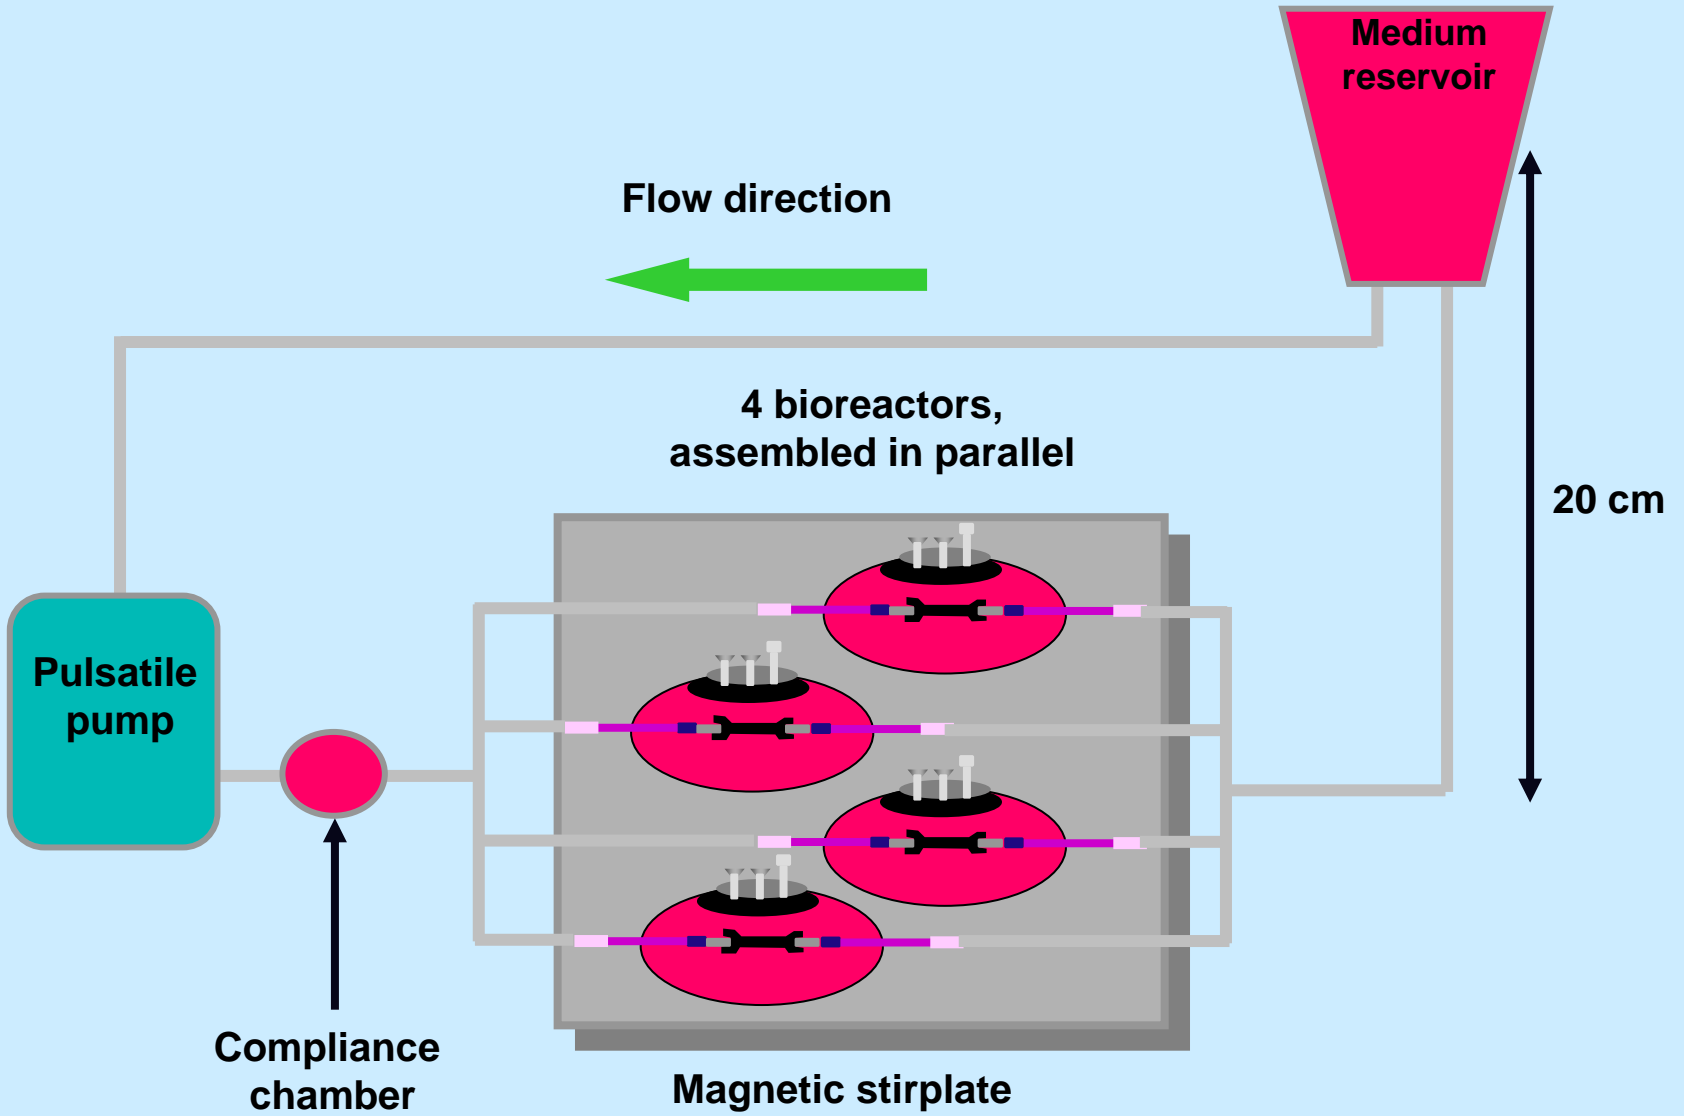 Medium
reservoir
Flow direction
4 bioreactors,
assembled in parallel
20 cm
Pulsatile
pump
Compliance
chamber
Magnetic stirplate